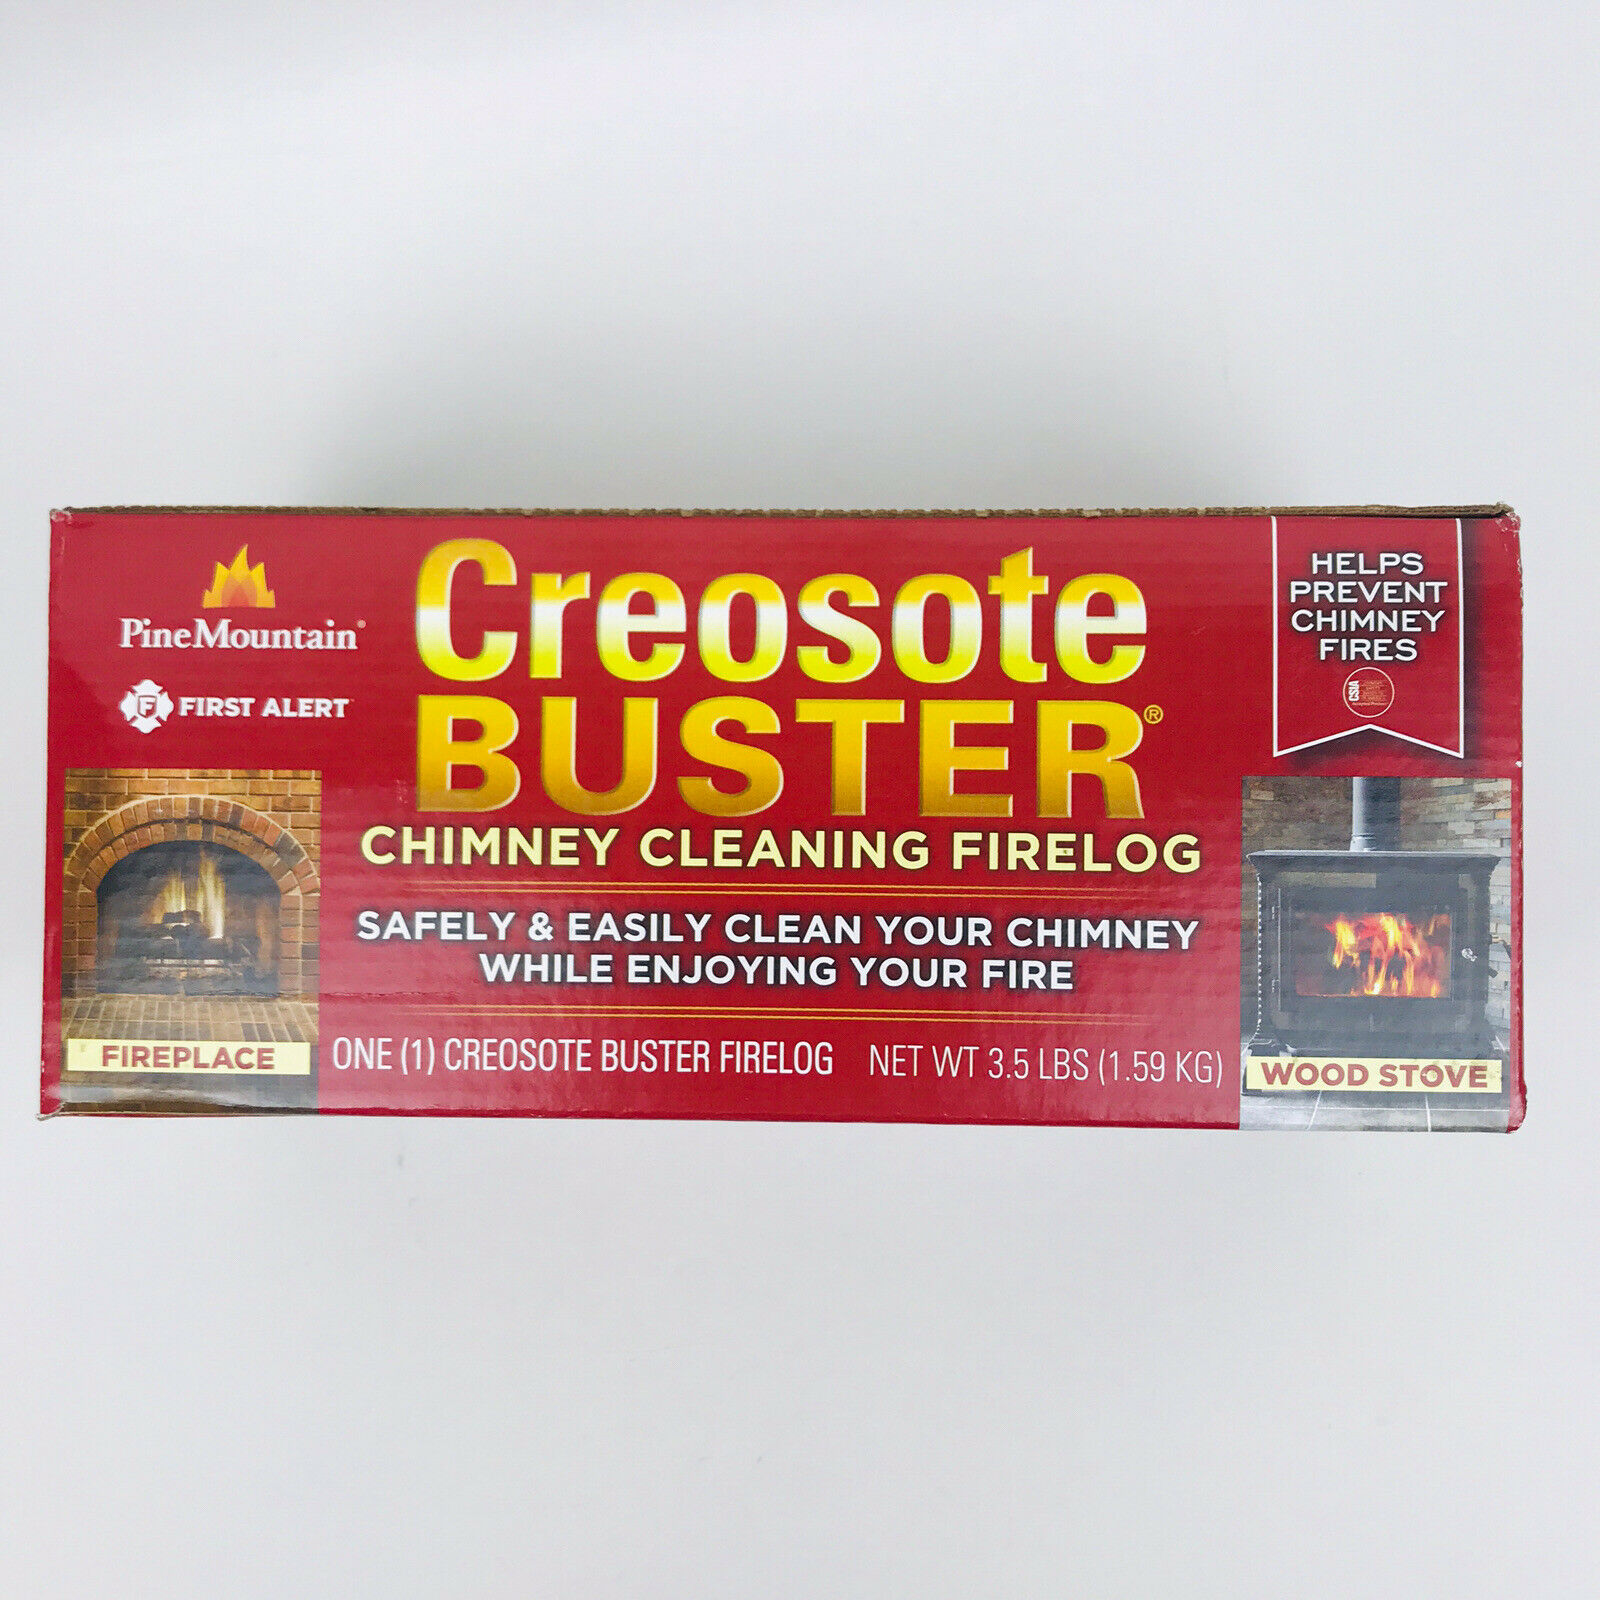 PineMountain®
FIRST ALERT
Creosote
BUSTER®
CHIMNEY CLEANING FIRELOG
SAFELY & EASILY CLEAN YOUR CHIMNEY
WHILE ENJOYING YOUR FIRE
ONE (1) CREOSOTE BUSTER FIRELOG NET WT 3.5 LBS (1.59 KG)
FIREPLACE
HELPS
PREVENT
CHIMNEY
FIRES
CSIA
WOOD STOVE